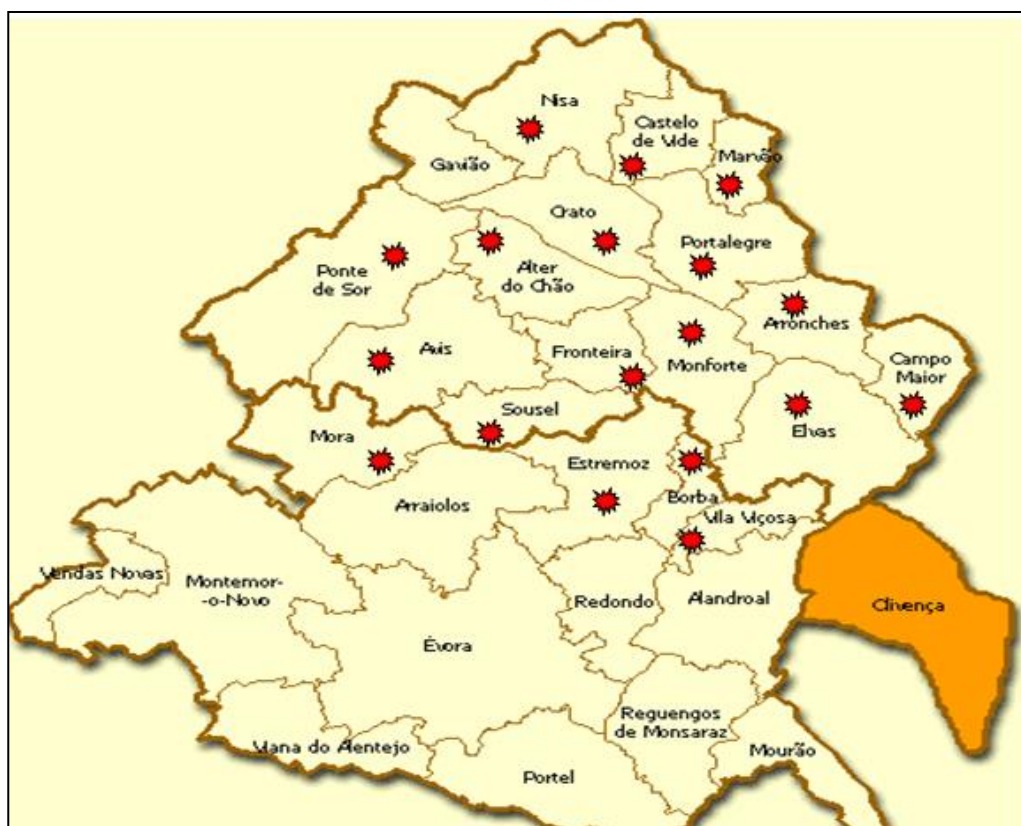 Nisa
Castelo
de Vide
Marvão
Gavião
Crato
Portalegre
Ponte
de Sor
Alter
do Chão
Arronches
Avis
Fronteira
Monforte
Campo
Maior
Sousel
Elvas
Mora
Estremoz
Borba
Arraiolos
Vila Viçosa
Vendas Novas
Montemor-
-o-Novo
Redondo
Alandroal
Olivença
Évora
Reguengos
de Monsaraz
Viana do Alentejo
Mourão
Portel